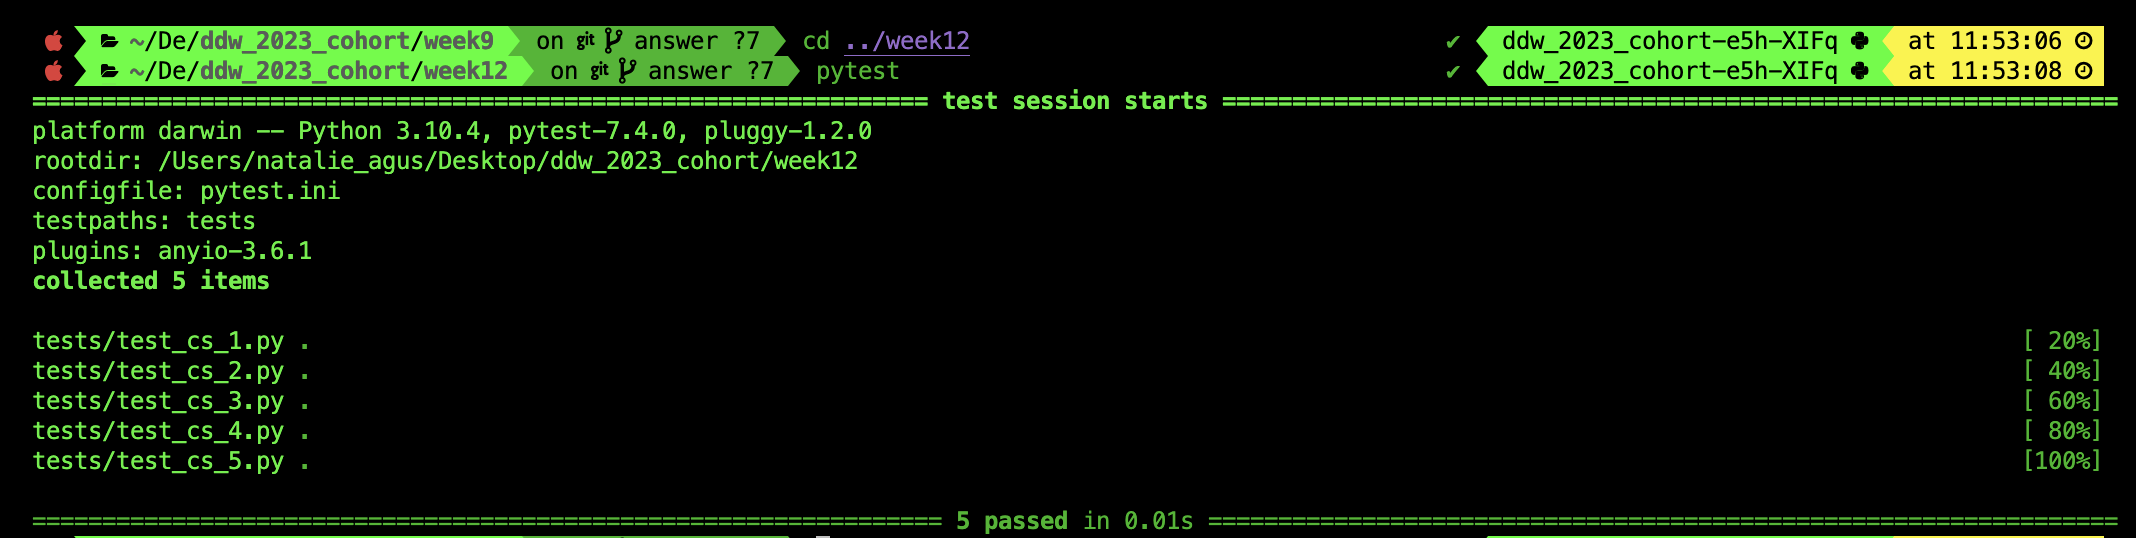 ~/De/ddw_2023_cohort/week9 on git answer ?7 cd ../week12 ✔ ddw_2023_cohort-e5h-XIFq at 11:53:06
~/De/ddw_2023_cohort/week12 on git answer ?7 pytest ✔ ddw_2023_cohort-e5h-XIFq at 11:53:08
================================================================ test session starts ================================================================
platform darwin -- Python 3.10.4, pytest-7.4.0, pluggy-1.2.0
rootdir: /Users/natalie_agus/Desktop/ddw_2023_cohort/week12
configfile: pytest.ini
testpaths: tests
plugins: anyio-3.6.1
collected 5 items
tests/test_cs_1.py . [ 20%]
tests/test_cs_2.py . [ 40%]
tests/test_cs_3.py . [ 60%]
tests/test_cs_4.py . [ 80%]
tests/test_cs_5.py . [100%]
================================================================= 5 passed in 0.01s =================================================================